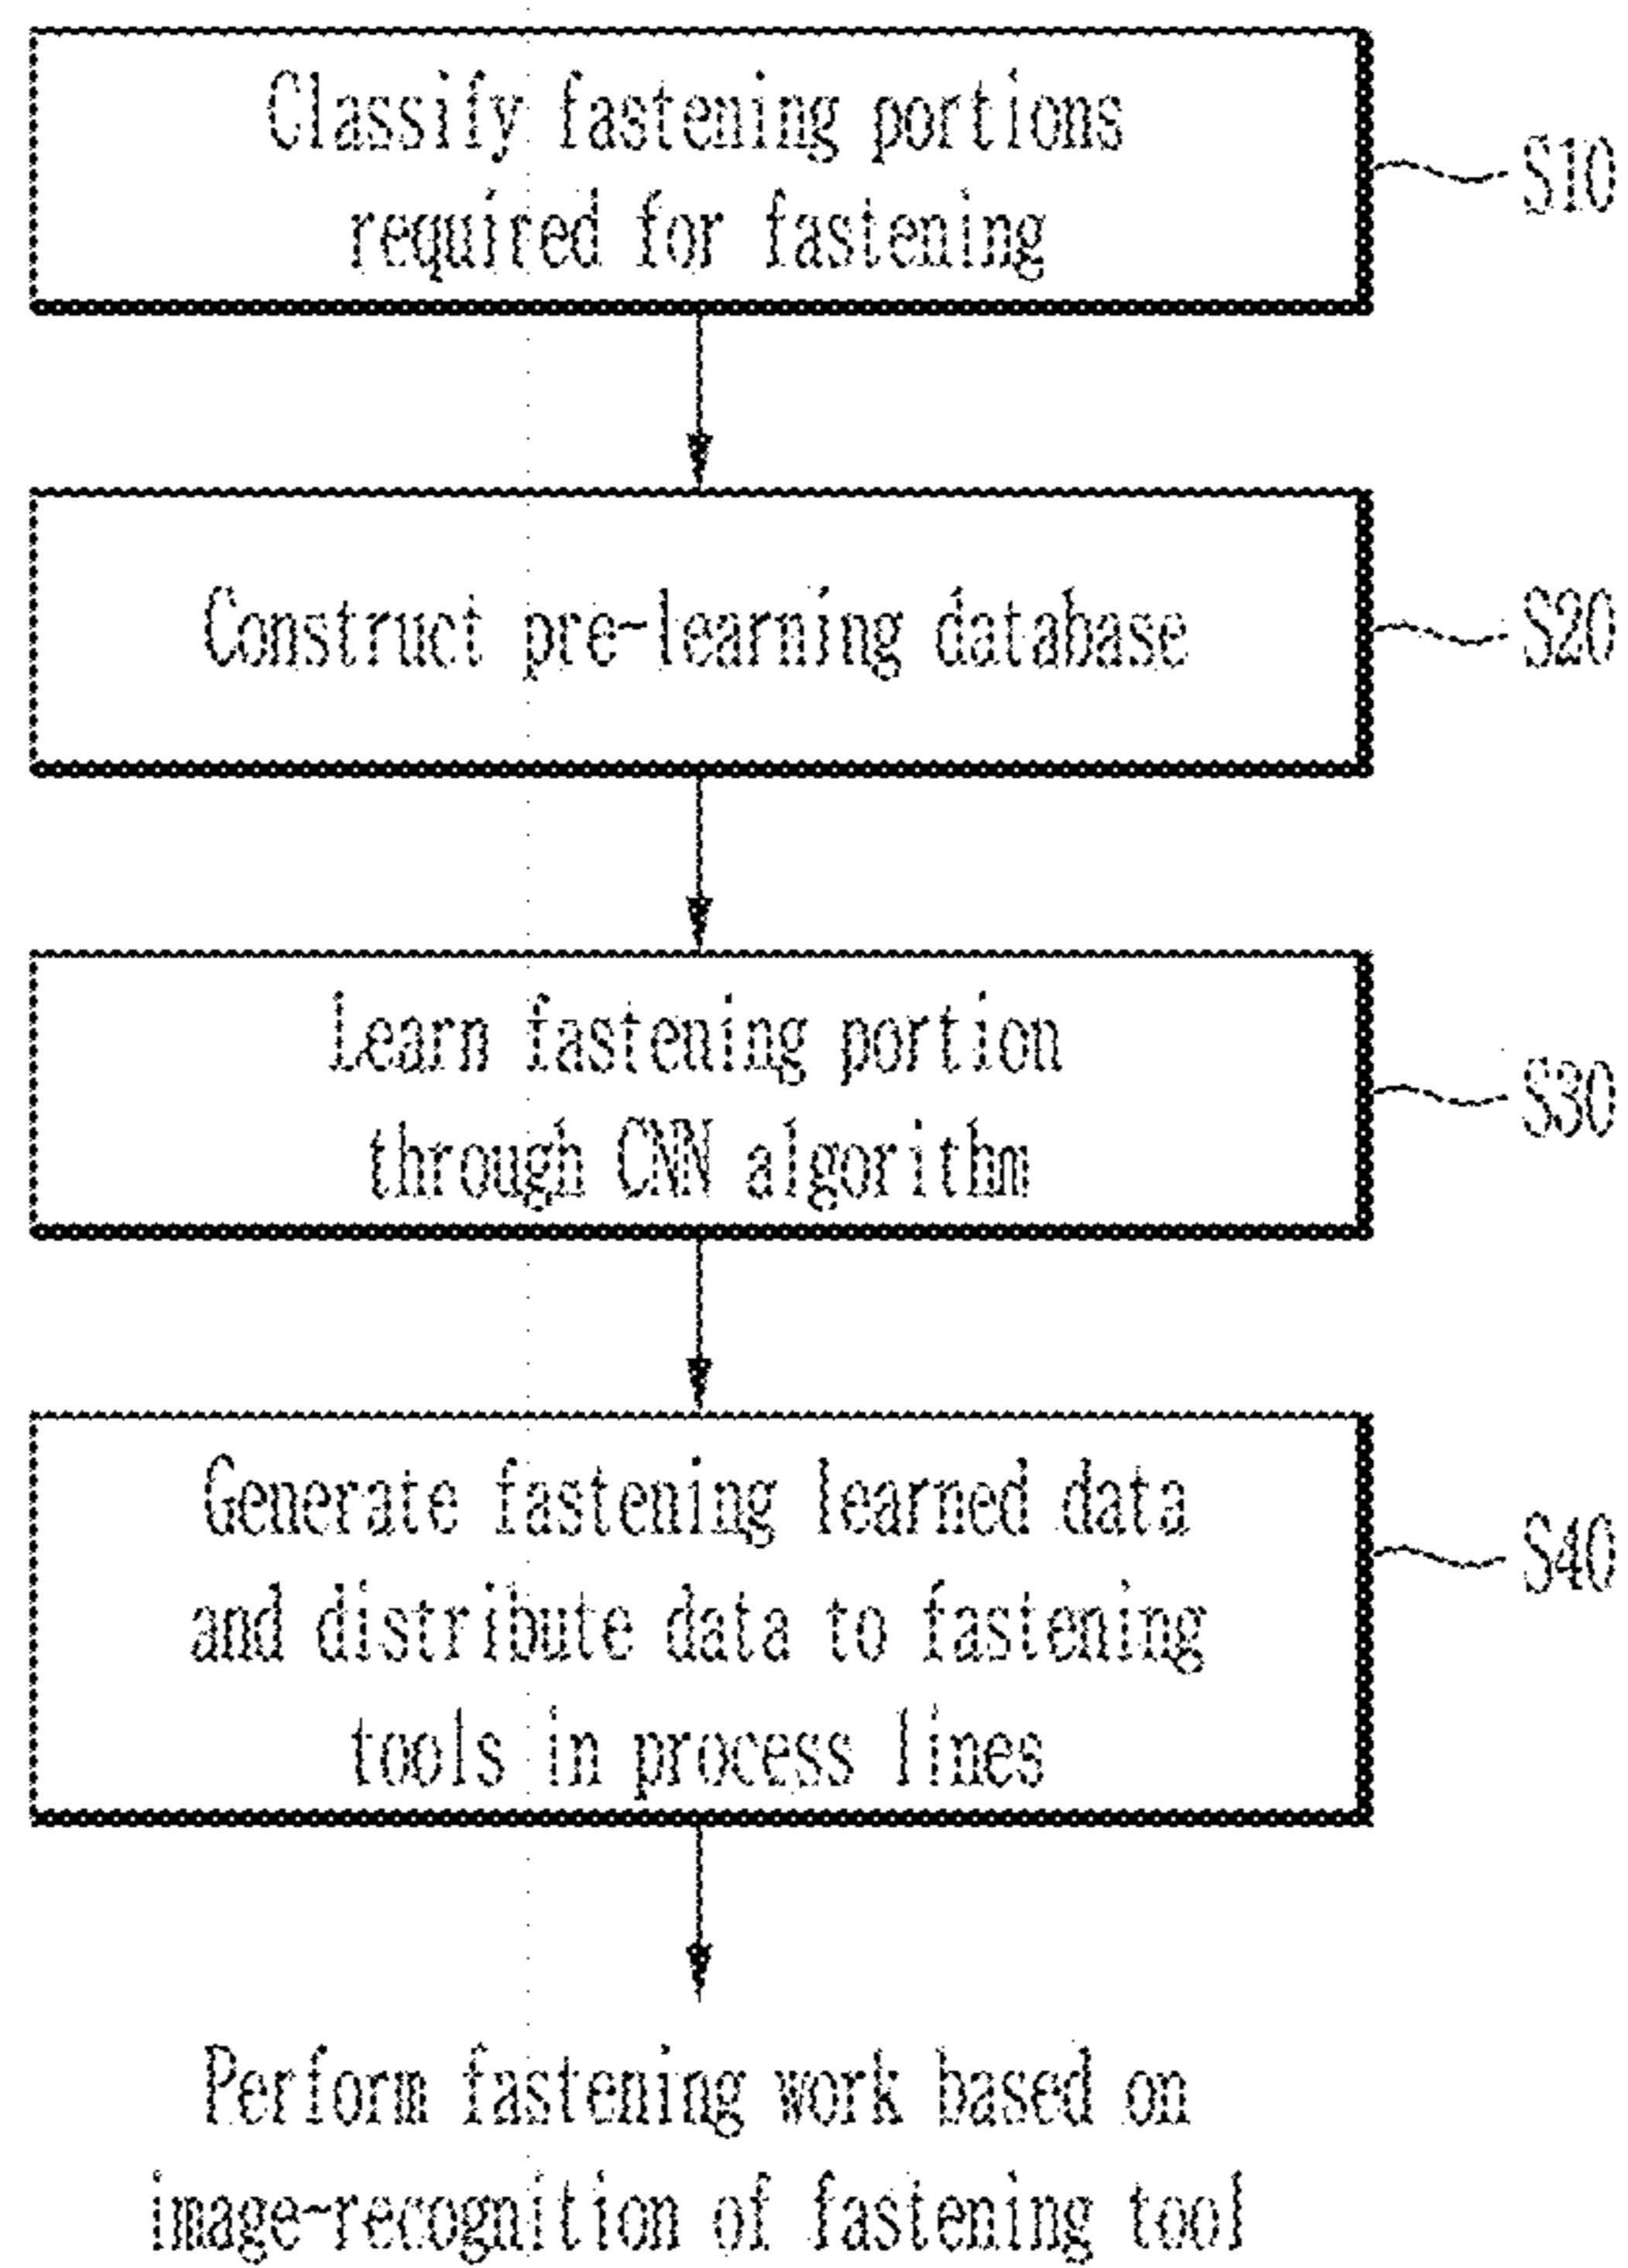 Classify fastening portions
required for fastening
S10
Construct pre-learning database
S20
Learn fastening portion
through CNN algorithm
S30
Generate fastening learned data
and distribute data to fastening
tools in process lines
S40
Perform fastening work based on
image-recognition of fastening tool